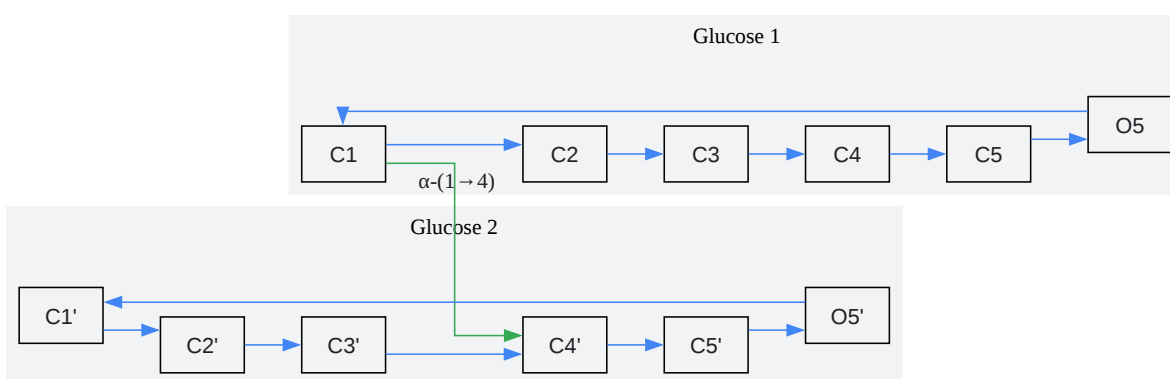 Glucose 1
O5
C1
C2
C3
C4
C5
α-(1→4)
Glucose 2
C1'
O5'
C2'
C3'
C4'
C5'